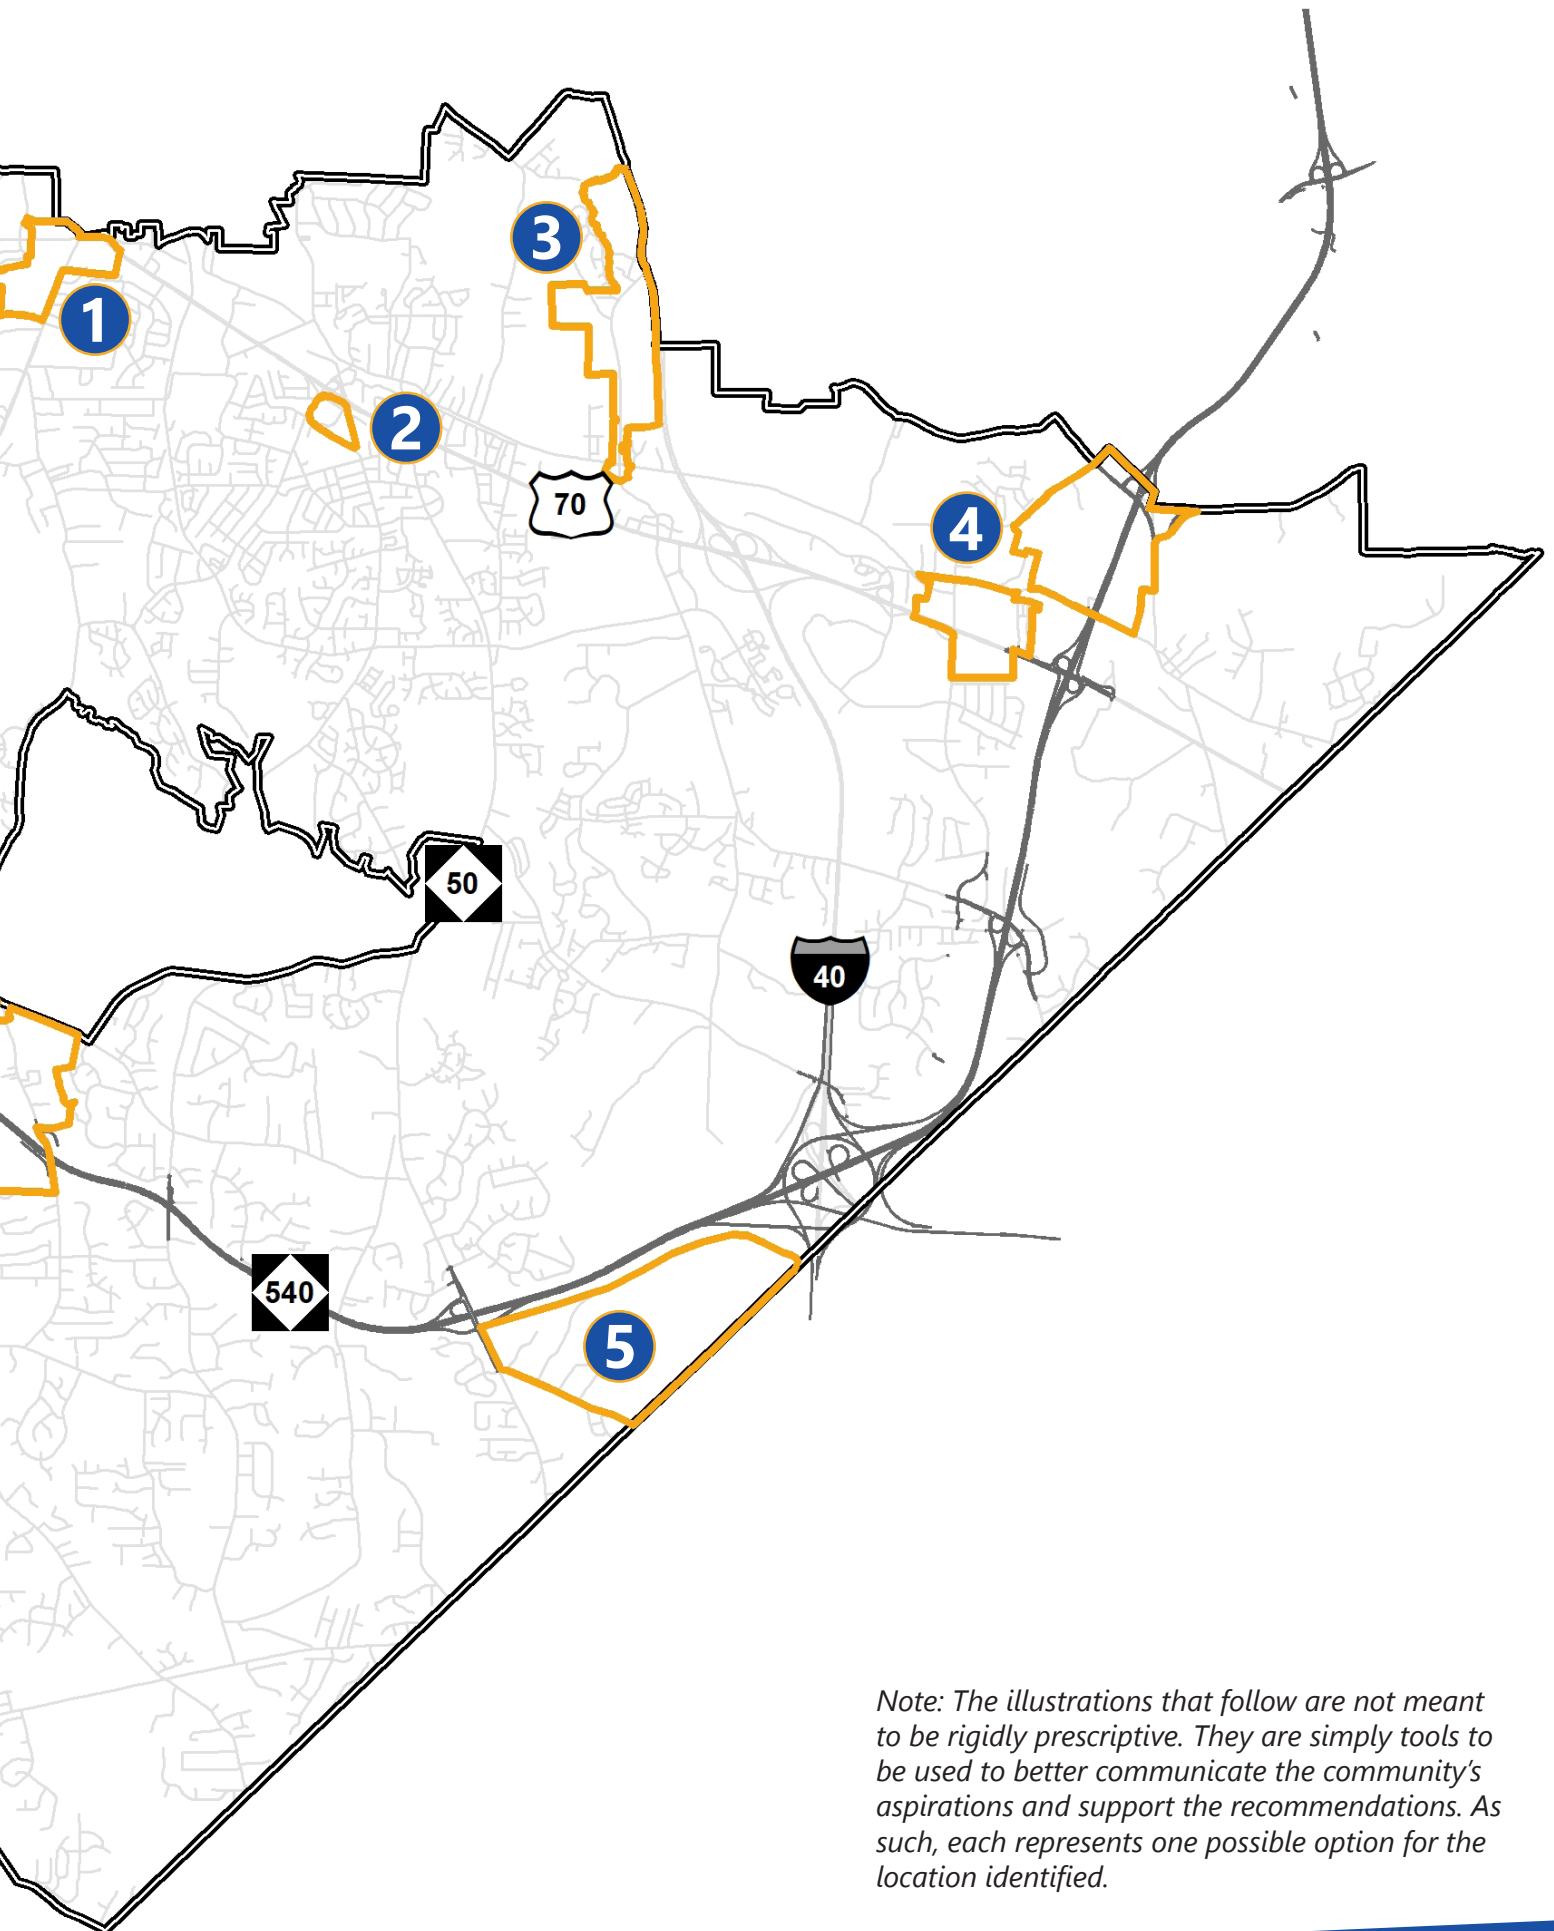 3
1
2
70
4
50
40
540
5
Note: The illustrations that follow are not meant
to be rigidly prescriptive. They are simply tools to
be used to better communicate the community's
aspirations and support the recommendations. As
such, each represents one possible option for the
location identified.